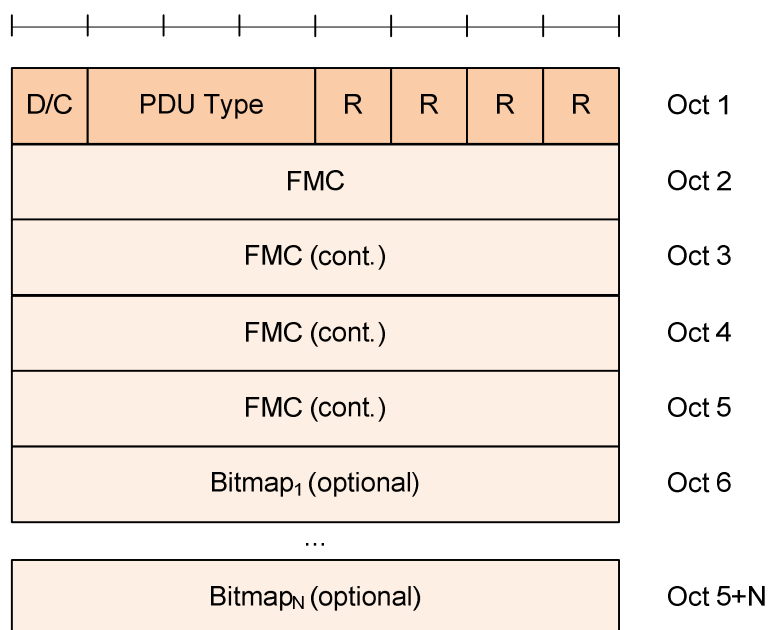 D/C PDU Type R R R R Oct 1
FMC Oct 2
FMC (cont.) Oct 3
FMC (cont.) Oct 4
FMC (cont.) Oct 5
Bitmap₁ (optional) Oct 6
...
Bitmap_N (optional) Oct 5+N